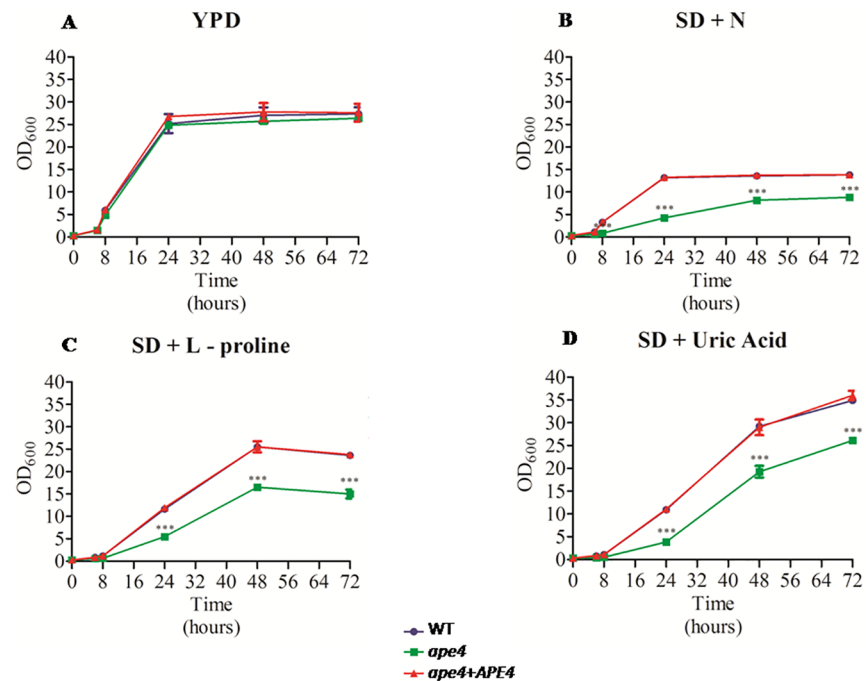 A YPD
OD600
40
35
30
25
20
15
10
5
0
0 8 16 24 32 40 48 56 64 72
Time
(hours)
B SD + N
OD600
40
35
30
25
20
15
10
5
0
***
***
***
***
0 8 16 24 32 40 48 56 64 72
Time
(hours)
C SD + L - proline
OD600
40
35
30
25
20
15
10
5
0
***
***
***
0 8 16 24 32 40 48 56 64 72
Time
(hours)
D SD + Uric Acid
OD600
40
35
30
25
20
15
10
5
0
***
***
***
0 8 16 24 32 40 48 56 64 72
Time
(hours)
WT
ape4
ape4+APE4